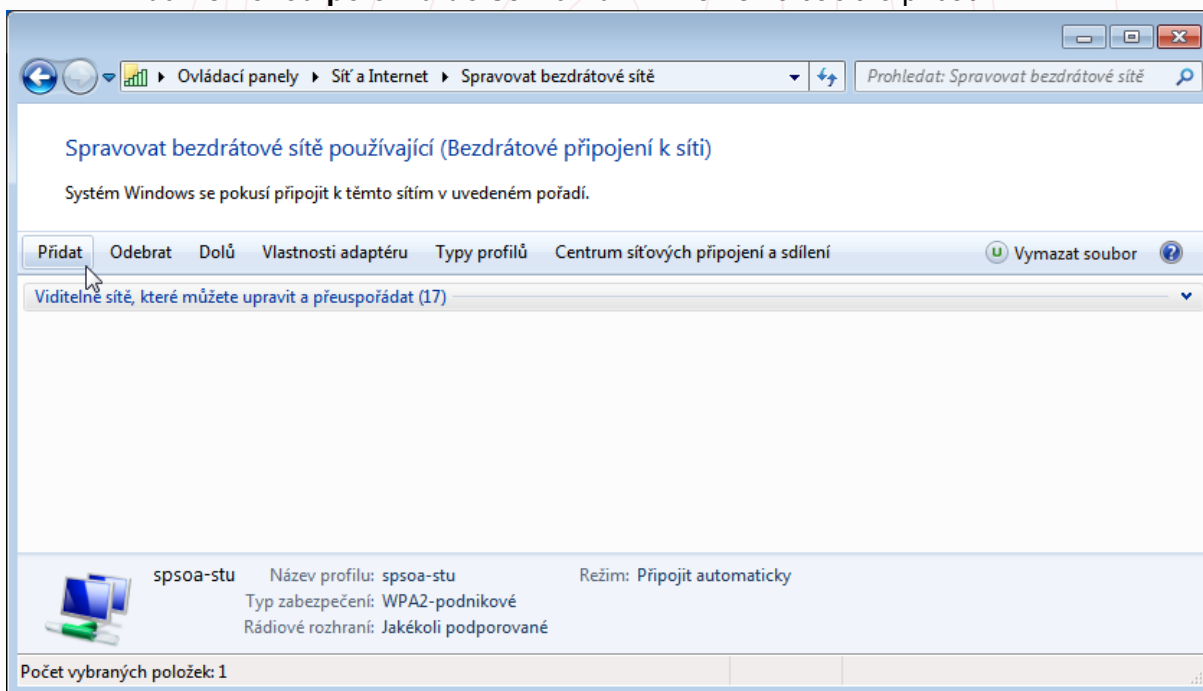 Ovládací panely Síť a Internet Spravovat bezdrátové sítě Prohledat: Spravovat bezdrátové sítě
Spravovat bezdrátové sítě používající (Bezdrátové připojení k síti)
Systém Windows se pokusí připojit k těmto sítím v uvedeném pořadí.
Přidat Odebrat Dolů Vlastnosti adaptéru Typy profilů Centrum síťových připojení a sdílení Vymazat soubor
Viditelné sítě, které můžete upravit a přeuspořádat (17)
spsoa-stu Název profilu: spsoa-stu Režim: Připojit automaticky
Typ zabezpečení: WPA2-podnikové
Rádiové rozhraní: Jakékoli podporované
Počet vybraných položek: 1